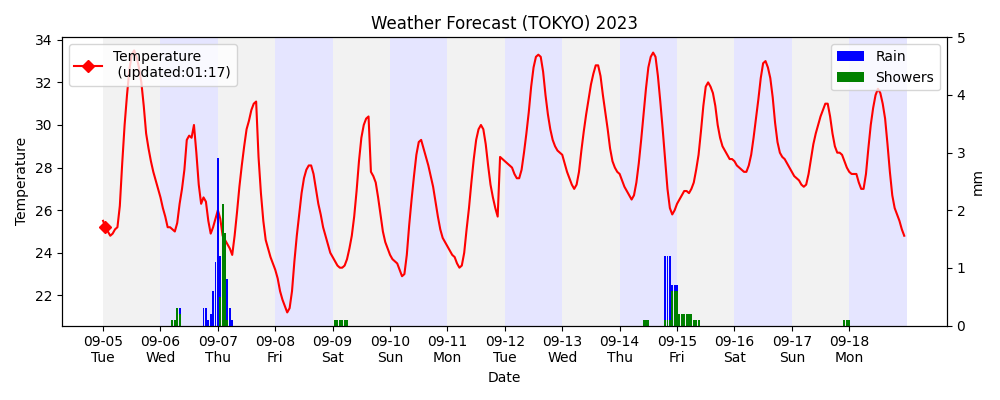 Weather Forecast (TOKYO) 2023
Temperature
(updated:01:17)
Rain
Showers
34
32
30
28
26
24
22
Temperature
5
4
3
2
1
0
mm
09-05 09-06 09-07 09-08 09-09 09-10 09-11 09-12 09-13 09-14 09-15 09-16 09-17 09-18
Tue Wed Thu Fri Sat Sun Mon Tue Wed Thu Fri Sat Sun Mon
Date